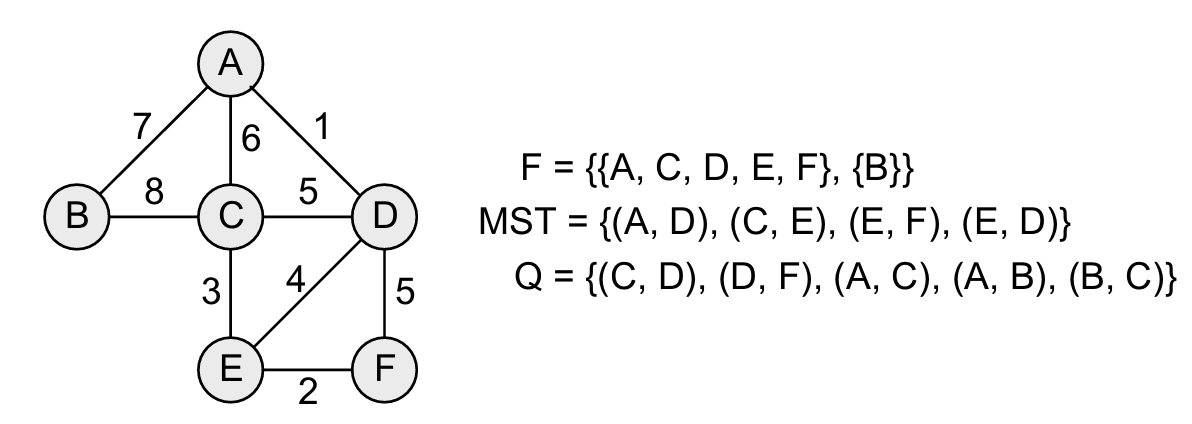 A
7
6
1
B
8
C
5
D
3
4
5
E
2
F
F = {{A, C, D, E, F}, {B}}
MST = {(A, D), (C, E), (E, F), (E, D)}
Q = {(C, D), (D, F), (A, C), (A, B), (B, C)}